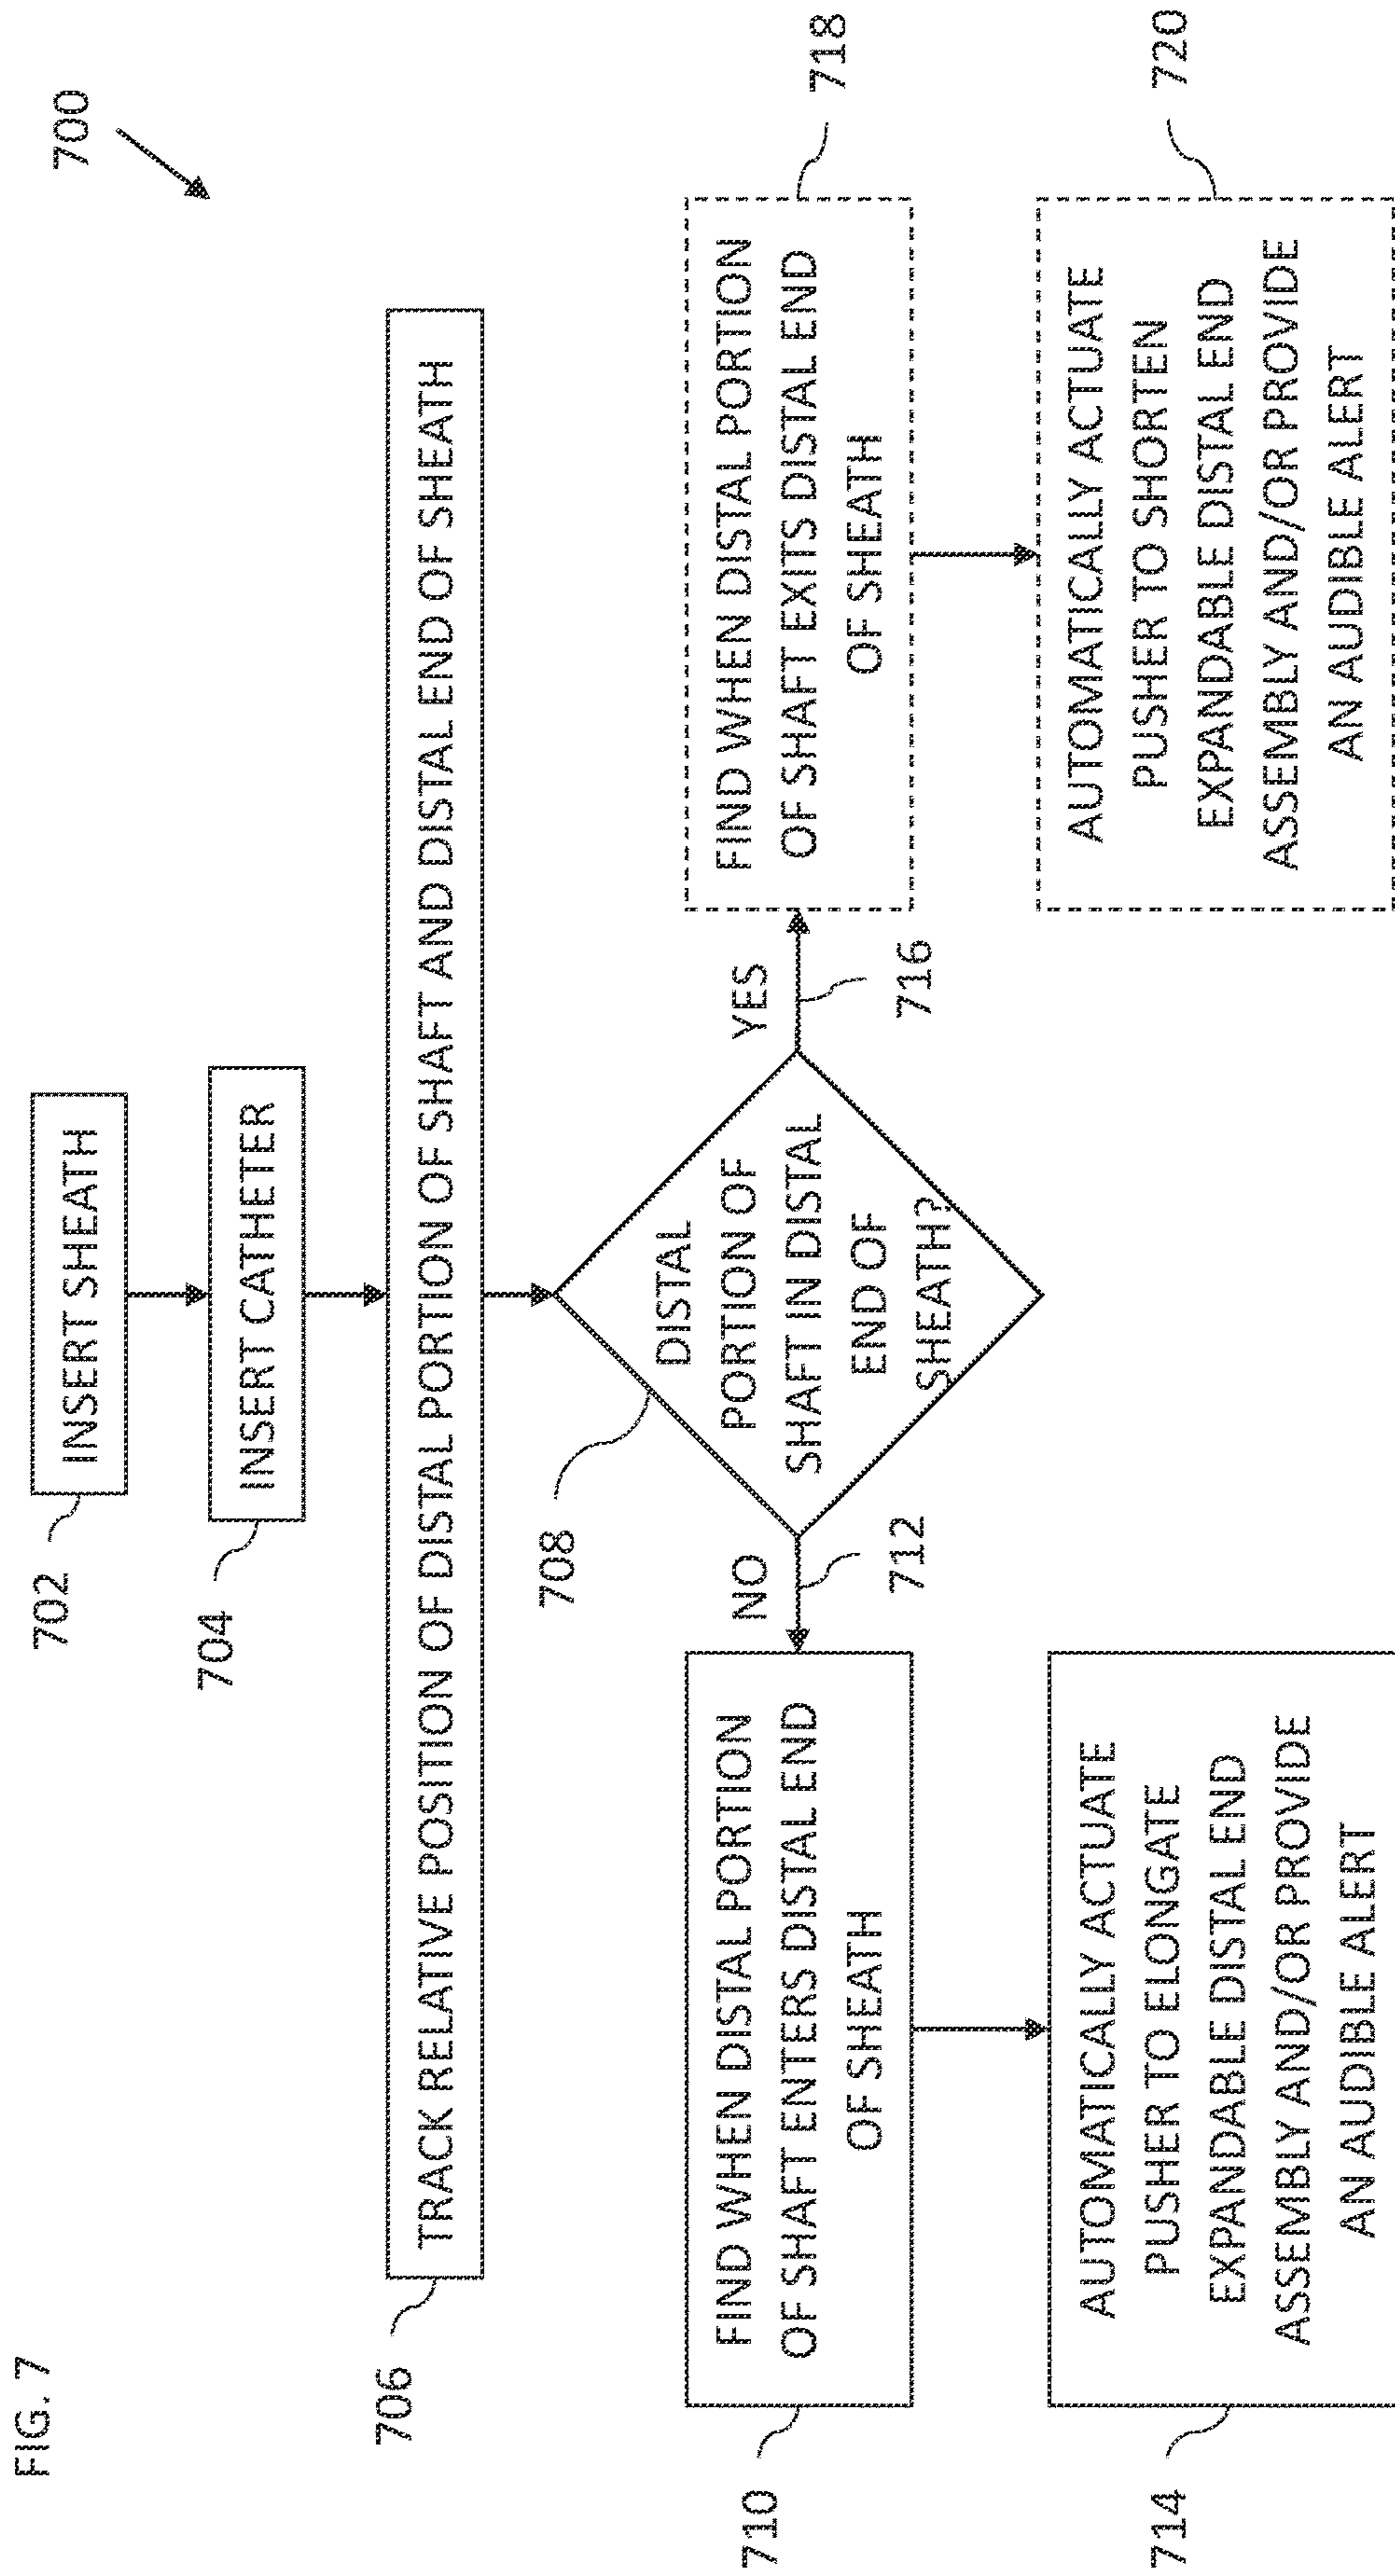 FIG. 7
700
702
INSERT SHEATH
704
INSERT CATHETER
706
TRACK RELATIVE POSITION OF DISTAL PORTION OF SHAFT AND DISTAL END OF SHEATH
708
DISTAL
PORTION OF
SHAFT IN DISTAL
END OF
SHEATH?
NO
712
YES
716
710
FIND WHEN DISTAL PORTION
OF SHAFT ENTERS DISTAL END
OF SHEATH
718
FIND WHEN DISTAL PORTION
OF SHAFT EXITS DISTAL END
OF SHEATH
714
AUTOMATICALLY ACTUATE
PUSHER TO ELONGATE
EXPANDABLE DISTAL END
ASSEMBLY AND/OR PROVIDE
AN AUDIBLE ALERT
720
AUTOMATICALLY ACTUATE
PUSHER TO SHORTEN
EXPANDABLE DISTAL END
ASSEMBLY AND/OR PROVIDE
AN AUDIBLE ALERT